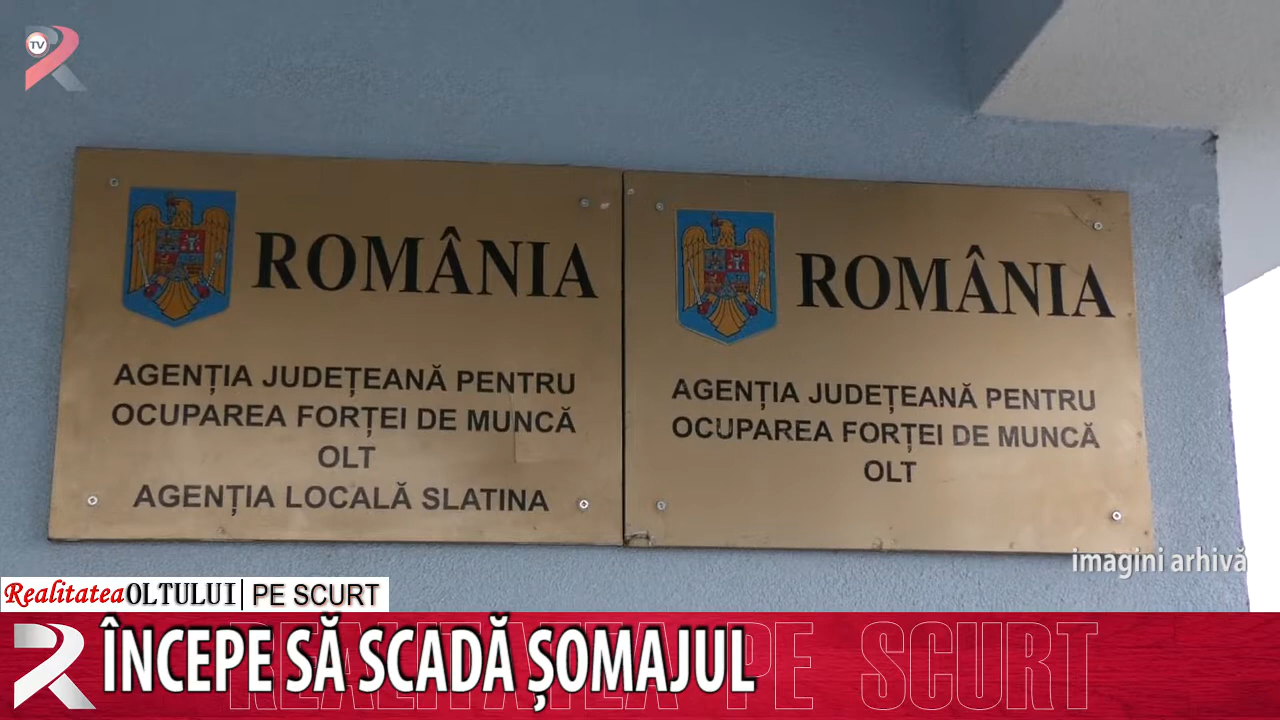 TV
ROMÂNIA
AGENȚIA JUDEȚEANĂ PENTRU
OCUPAREA FORȚEI DE MUNCĂ
OLT
AGENȚIA LOCALĂ SLATINA
ROMÂNIA
AGENȚIA JUDEȚEANĂ PENTRU
OCUPAREA FORȚEI DE MUNCĂ
OLT
imagini arhivă
RealitateaOLTULUI PE SCURT
REALITATEA PE SCURT
ÎNCEPE SĂ SCADĂ ȘOMAJUL